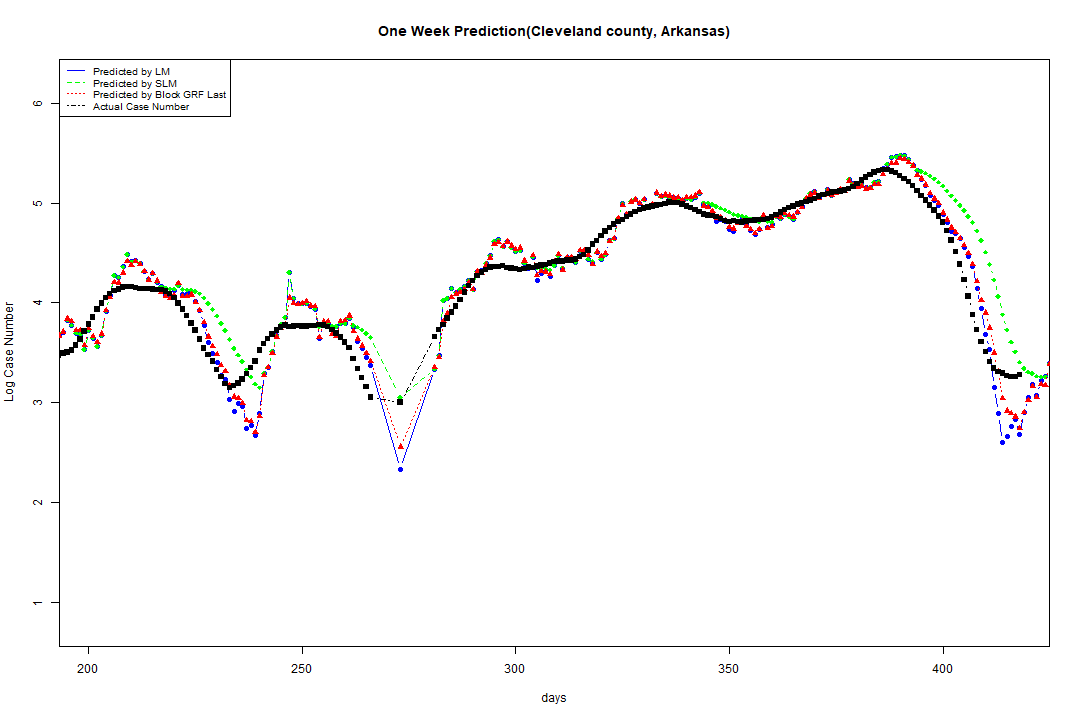 One Week Prediction(Cleveland county, Arkansas)
Predicted by LM
Predicted by SLM
Predicted by Block GRF Last
Actual Case Number
6
5
4
3
2
1
Log Case Number
200 250 300 350 400
days